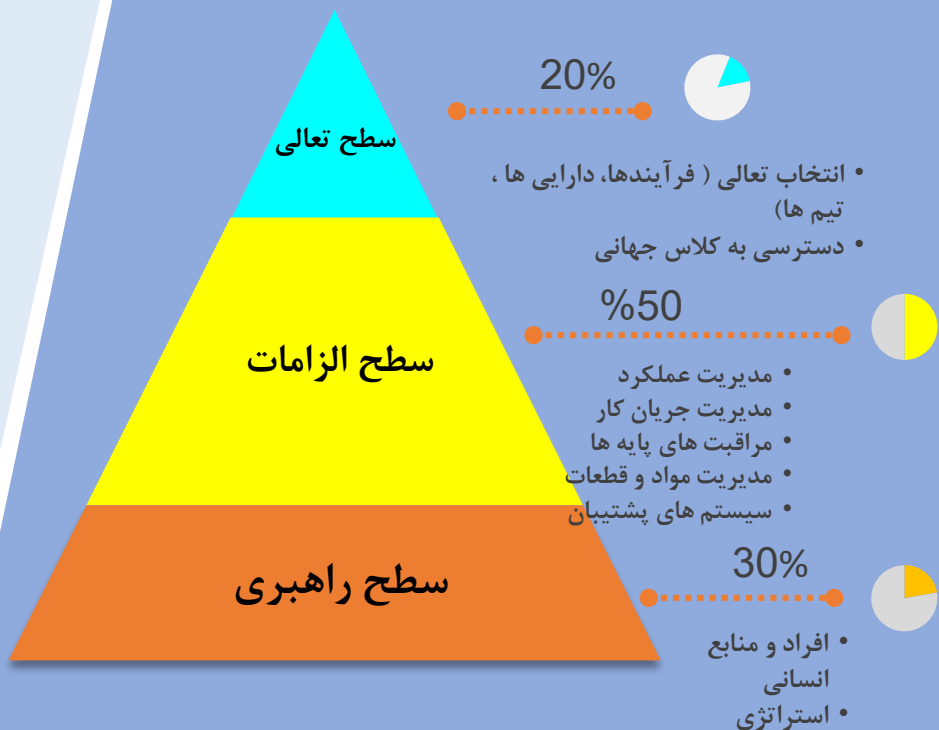 20%
سطح تعالی
• انتخاب تعالی ( فرآیندها، دارایی ها ،
تیم ها)
• دسترسی به کلاس جهانی
%50
سطح الزامات
• مدیریت عملکرد
• مدیریت جریان کار
• مراقبت های پایه ها
• مدیریت مواد و قطعات
• سیستم های پشتیبان
30%
سطح راهبری
• افراد و منابع
انسانی
• استراتژی